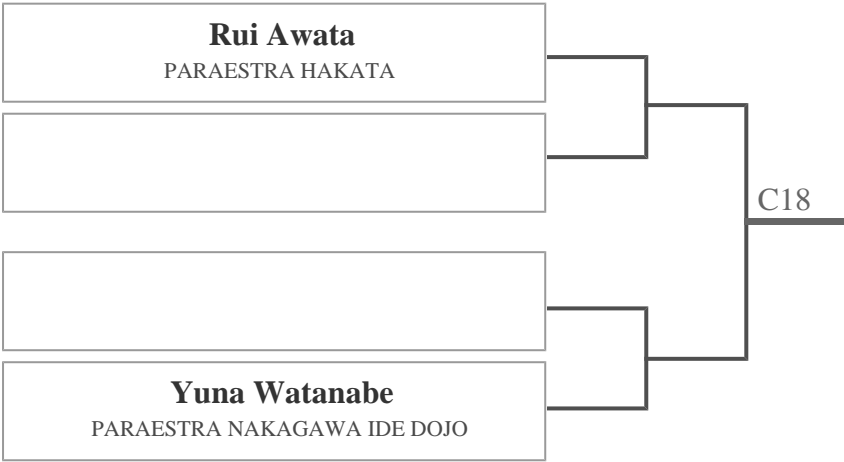 Rui Awata
PARAESTRA HAKATA
C18
Yuna Watanabe
PARAESTRA NAKAGAWA IDE DOJO